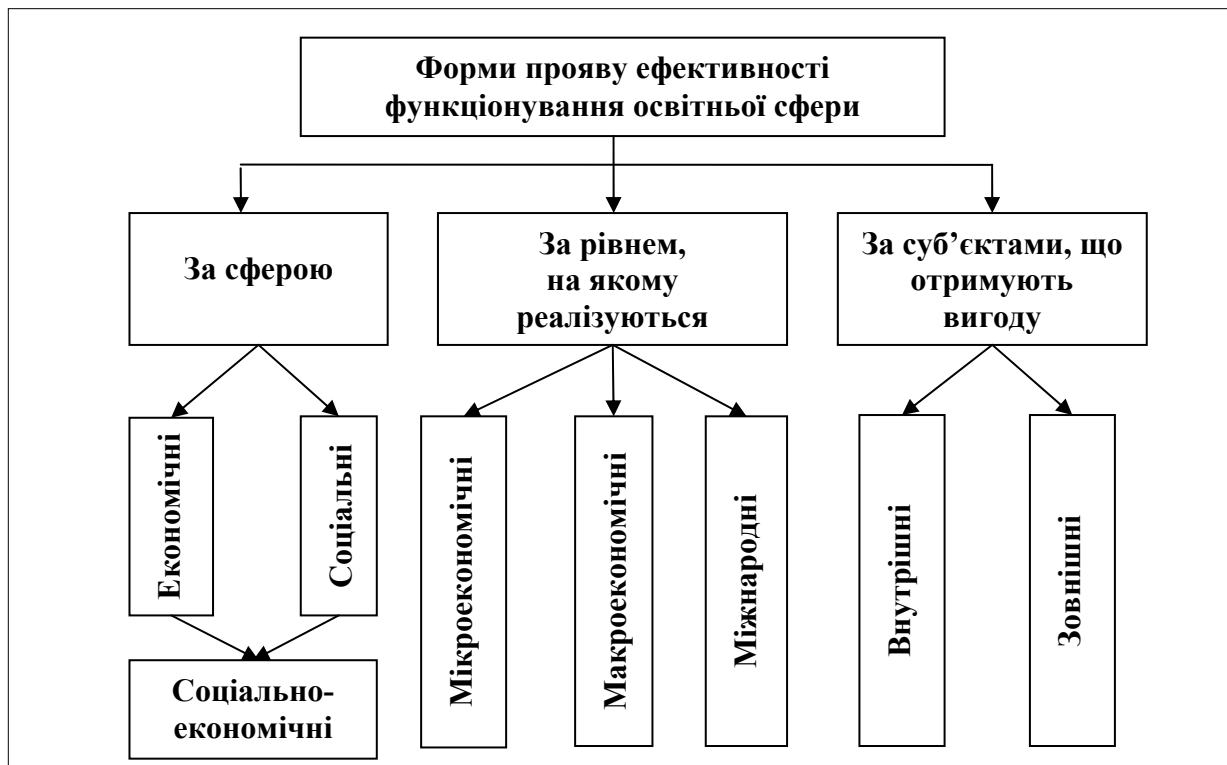 Форми прояву ефективності
функціонування освітньої сфери
За сферою
За рівнем,
на якому
реалізуються
За суб’єктами, що
отримують
вигоду
Економічні
Соціальні
Соціально-
економічні
Мікроекономічні
Макроекономічні
Міжнародні
Внутрішні
Зовнішні